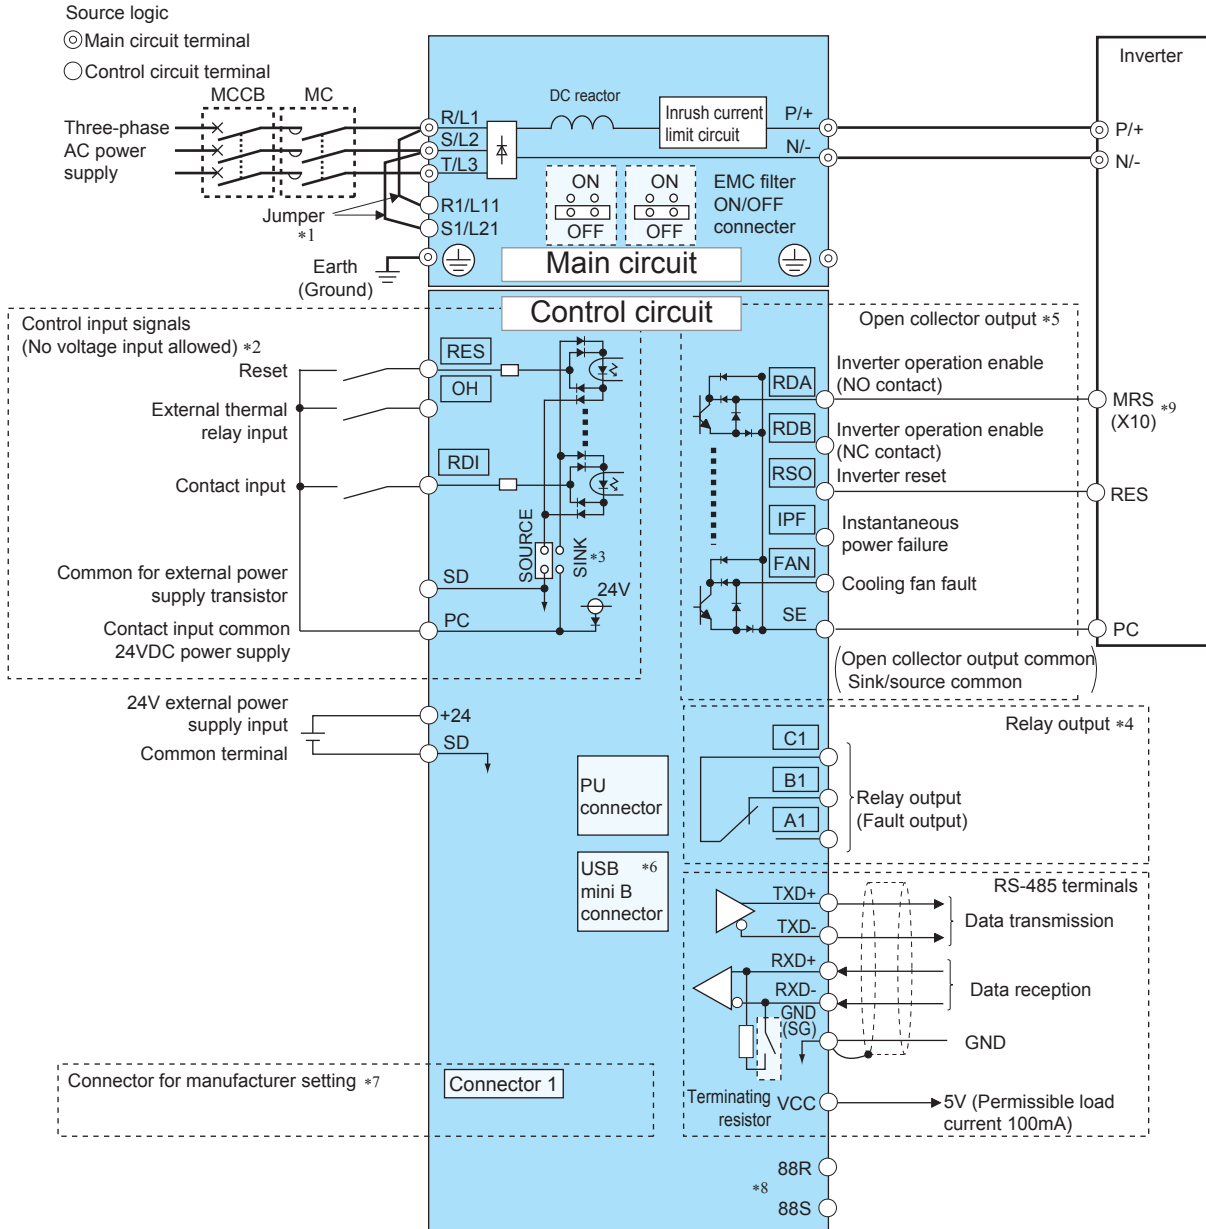 Source logic
Main circuit terminal
Control circuit terminal
MCCB
MC
Three-phase
AC power
supply
Jumper
*1
Earth
(Ground)
R/L1
S/L2
T/L3
R1/L11
S1/L21
DC reactor
Inrush current
limit circuit
P/+
N/-
ON
OFF
ON
OFF
EMC filter
ON/OFF
connecter
Main circuit
Inverter
P/+
N/-
Control circuit
Control input signals
(No voltage input allowed) *2
Reset
External thermal
relay input
Contact input
Common for external power
supply transistor
Contact input common
24VDC power supply
RES
OH
RDI
SOURCE
SINK
*3
24V
SD
PC
Open collector output *5
RDA
Inverter operation enable
(NO contact)
RDB
Inverter operation enable
(NC contact)
RSO
Inverter reset
IPF
Instantaneous
power failure
FAN
Cooling fan fault
SE
Open collector output common
Sink/source common
MRS
(X10)
*9
RES
PC
24V external power
supply input
Common terminal
+24
SD
PU
connector
USB
mini B
connector
*6
Relay output *4
C1
B1
A1
Relay output
(Fault output)
RS-485 terminals
TXD+
TXD-
Data transmission
RXD+
RXD-
Data reception
GND
(SG)
GND
Terminating
resistor
VCC
5V (Permissible load
current 100mA)
Connector for manufacturer setting *7
Connector 1
88R
*8
88S